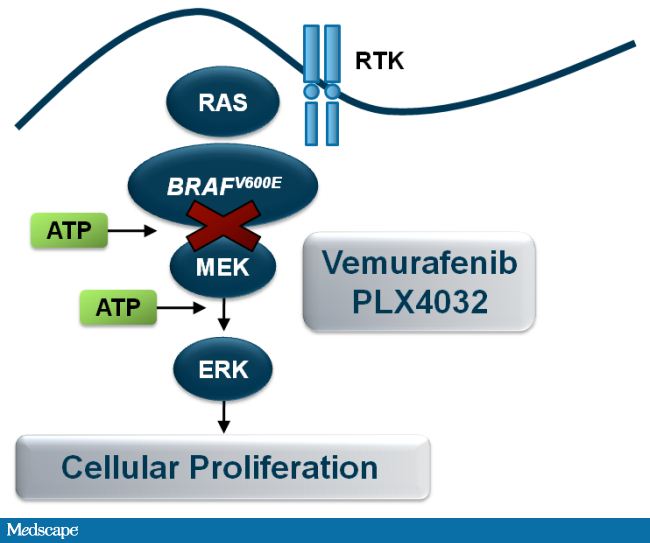 RTK
RAS
BRAFV600E
ATP
MEK
Vemurafenib
PLX4032
ATP
ERK
Cellular Proliferation
Medscape